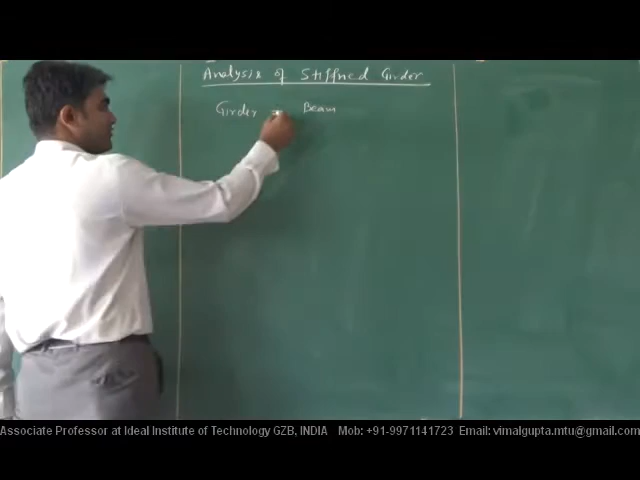 Analysis of Stiffned Girder
Girder = Beam
Associate Professor at Ideal Institute of Technology GZB, INDIA Mob: +91-9971141723 Email: vimalgupta.mtu@gmail.com